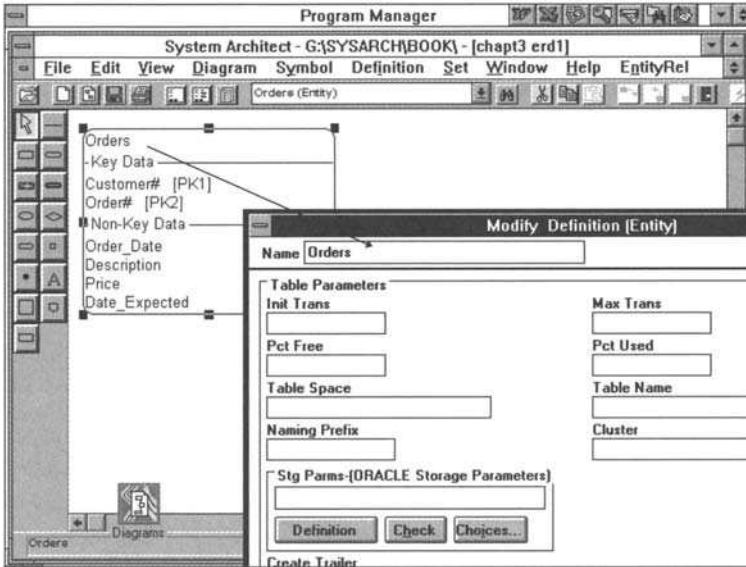 Program Manager
System Architect - G:\SYSARCH\BOOK\ - [chapt3 erd1]
File Edit View Diagram Symbol Definition Set Window Help EntityRel
Orders (Entity)
Orders
Key Data
Customer# [PK1]
Order# [PK2]
Non-Key Data
Order_Date
Description
Price
Date_Expected
Modify Definition (Entity)
Name Orders
Table Parameters
Init Trans Max Trans
Pct Free Pct Used
Table Space Table Name
Naming Prefix Cluster
Stg Parms-(ORACLE Storage Parameters)
Definition Check Choices...
Create Trailer
Diagrams
Orders